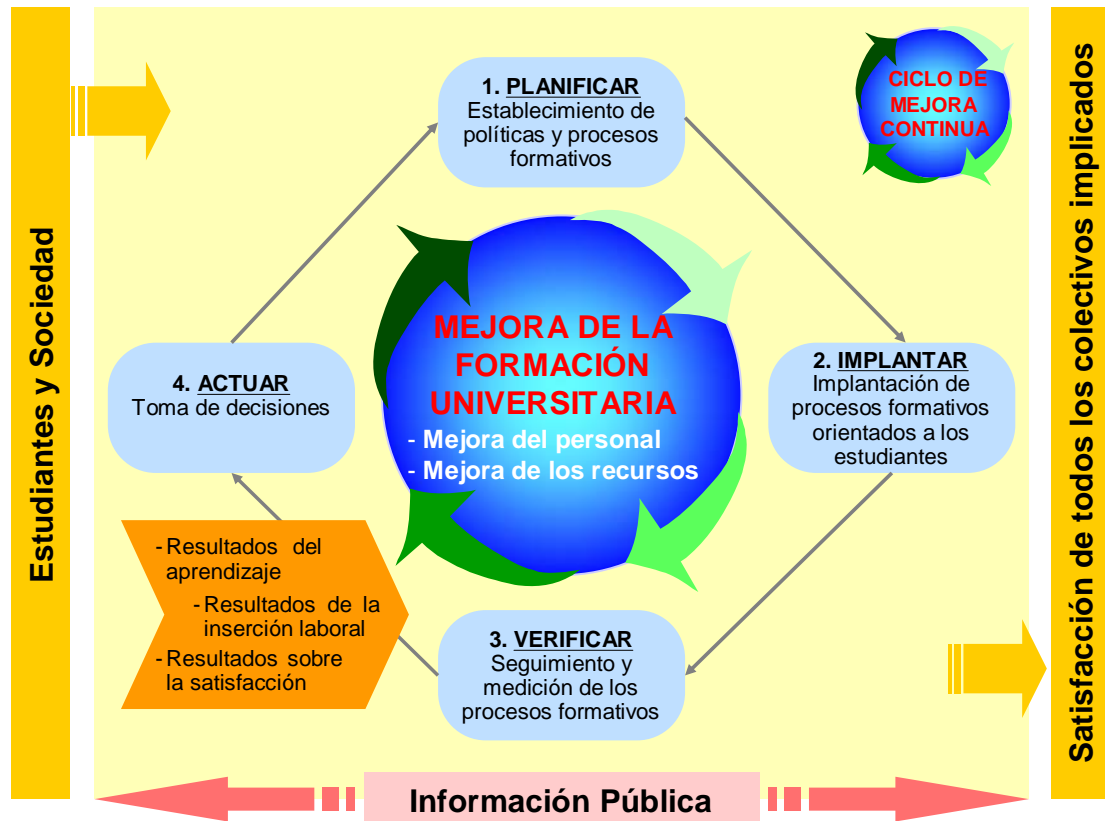 Estudiantes y Sociedad
1. PLANIFICAR
Establecimiento de
políticas y procesos
formativos
CICLO DE
MEJORA
CONTINUA
MEJORA DE LA
FORMACIÓN
UNIVERSITARIA
- Mejora del personal
- Mejora de los recursos
4. ACTUAR
Toma de decisiones
2. IMPLANTAR
Implantación de
procesos formativos
orientados a los
estudiantes
- Resultados del
aprendizaje
- Resultados de la
inserción laboral
- Resultados sobre
la satisfacción
3. VERIFICAR
Seguimiento y
medición de los
procesos formativos
Satisfacción de todos los colectivos implicados
Información Pública